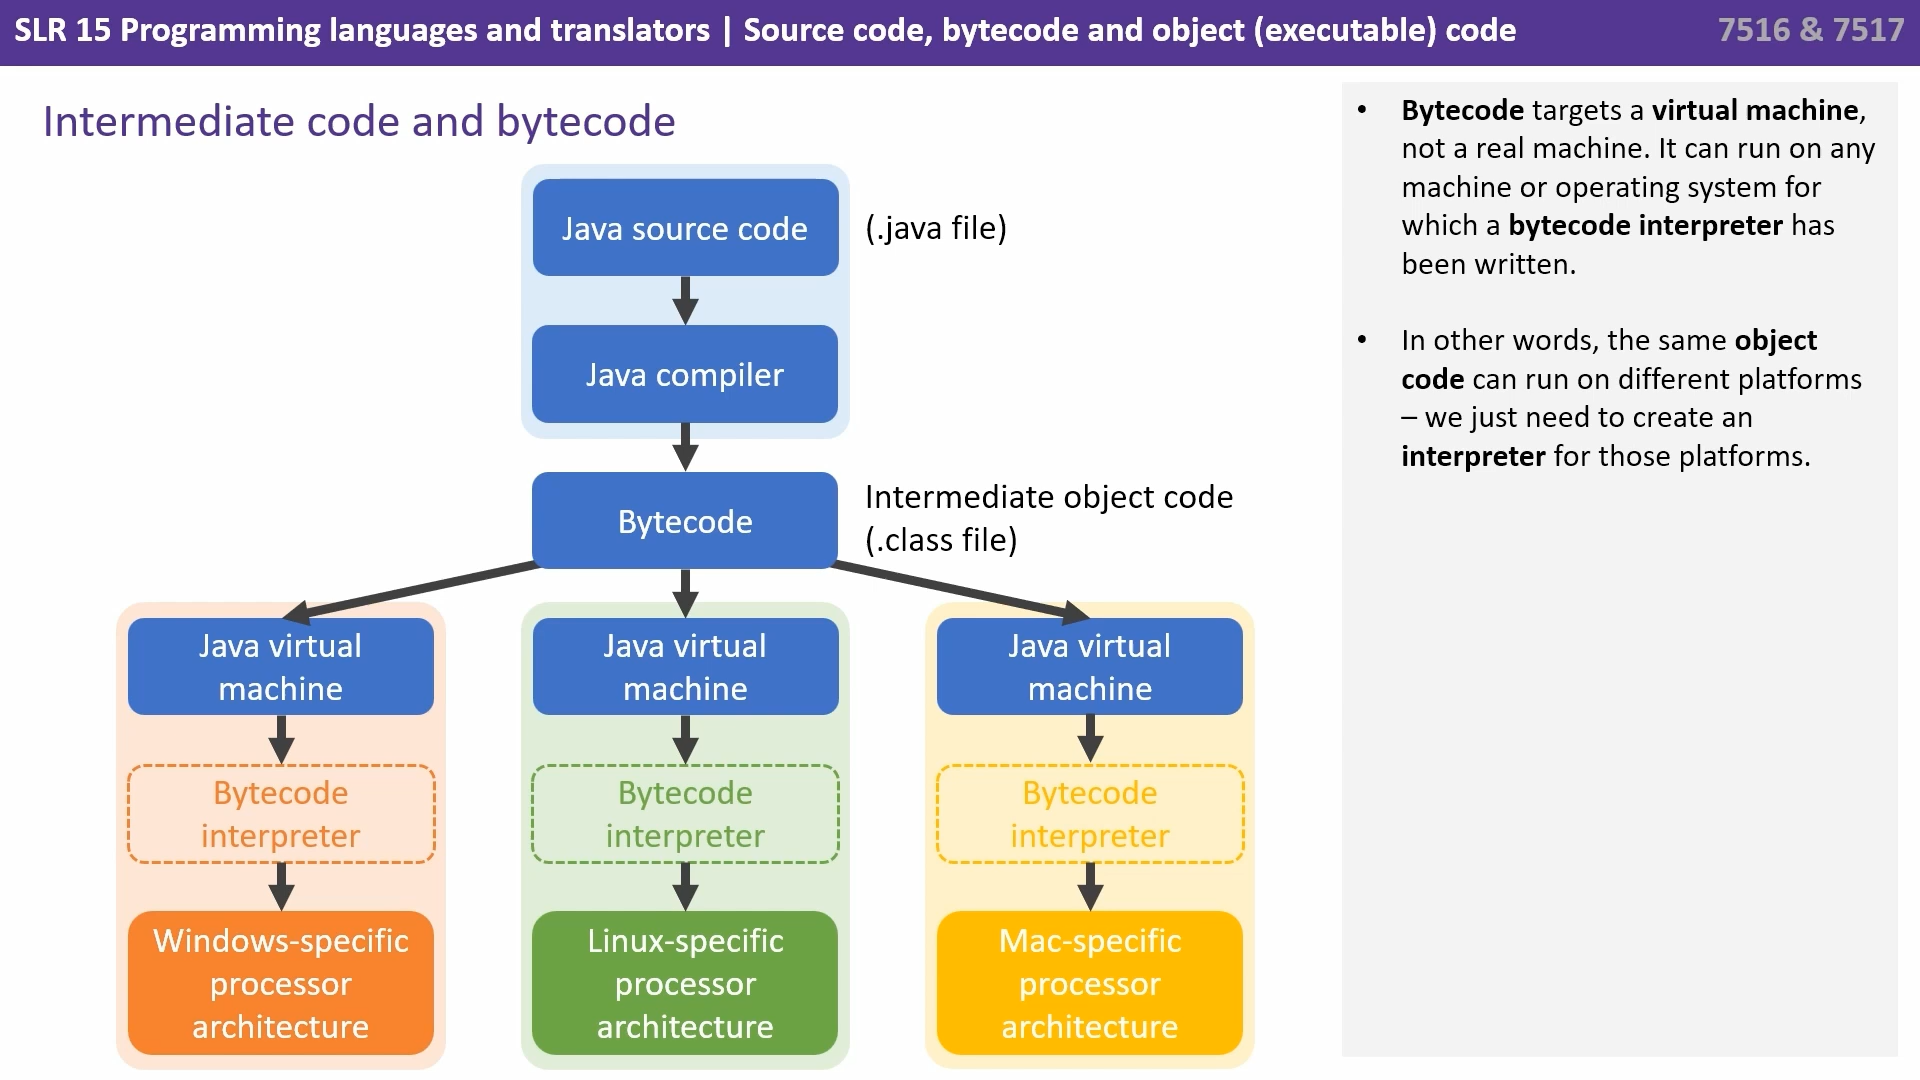 SLR 15 Programming languages and translators | Source code, bytecode and object (executable) code
7516 & 7517
Intermediate code and bytecode
Java source code
(.java file)
Java compiler
Bytecode
Intermediate object code
(.class file)
Java virtual
machine
Bytecode
interpreter
Windows-specific
processor
architecture
Java virtual
machine
Bytecode
interpreter
Linux-specific
processor
architecture
Java virtual
machine
Bytecode
interpreter
Mac-specific
processor
architecture
• Bytecode targets a virtual machine,
not a real machine. It can run on any
machine or operating system for
which a bytecode interpreter has
been written.
• In other words, the same object
code can run on different platforms
– we just need to create an
interpreter for those platforms.